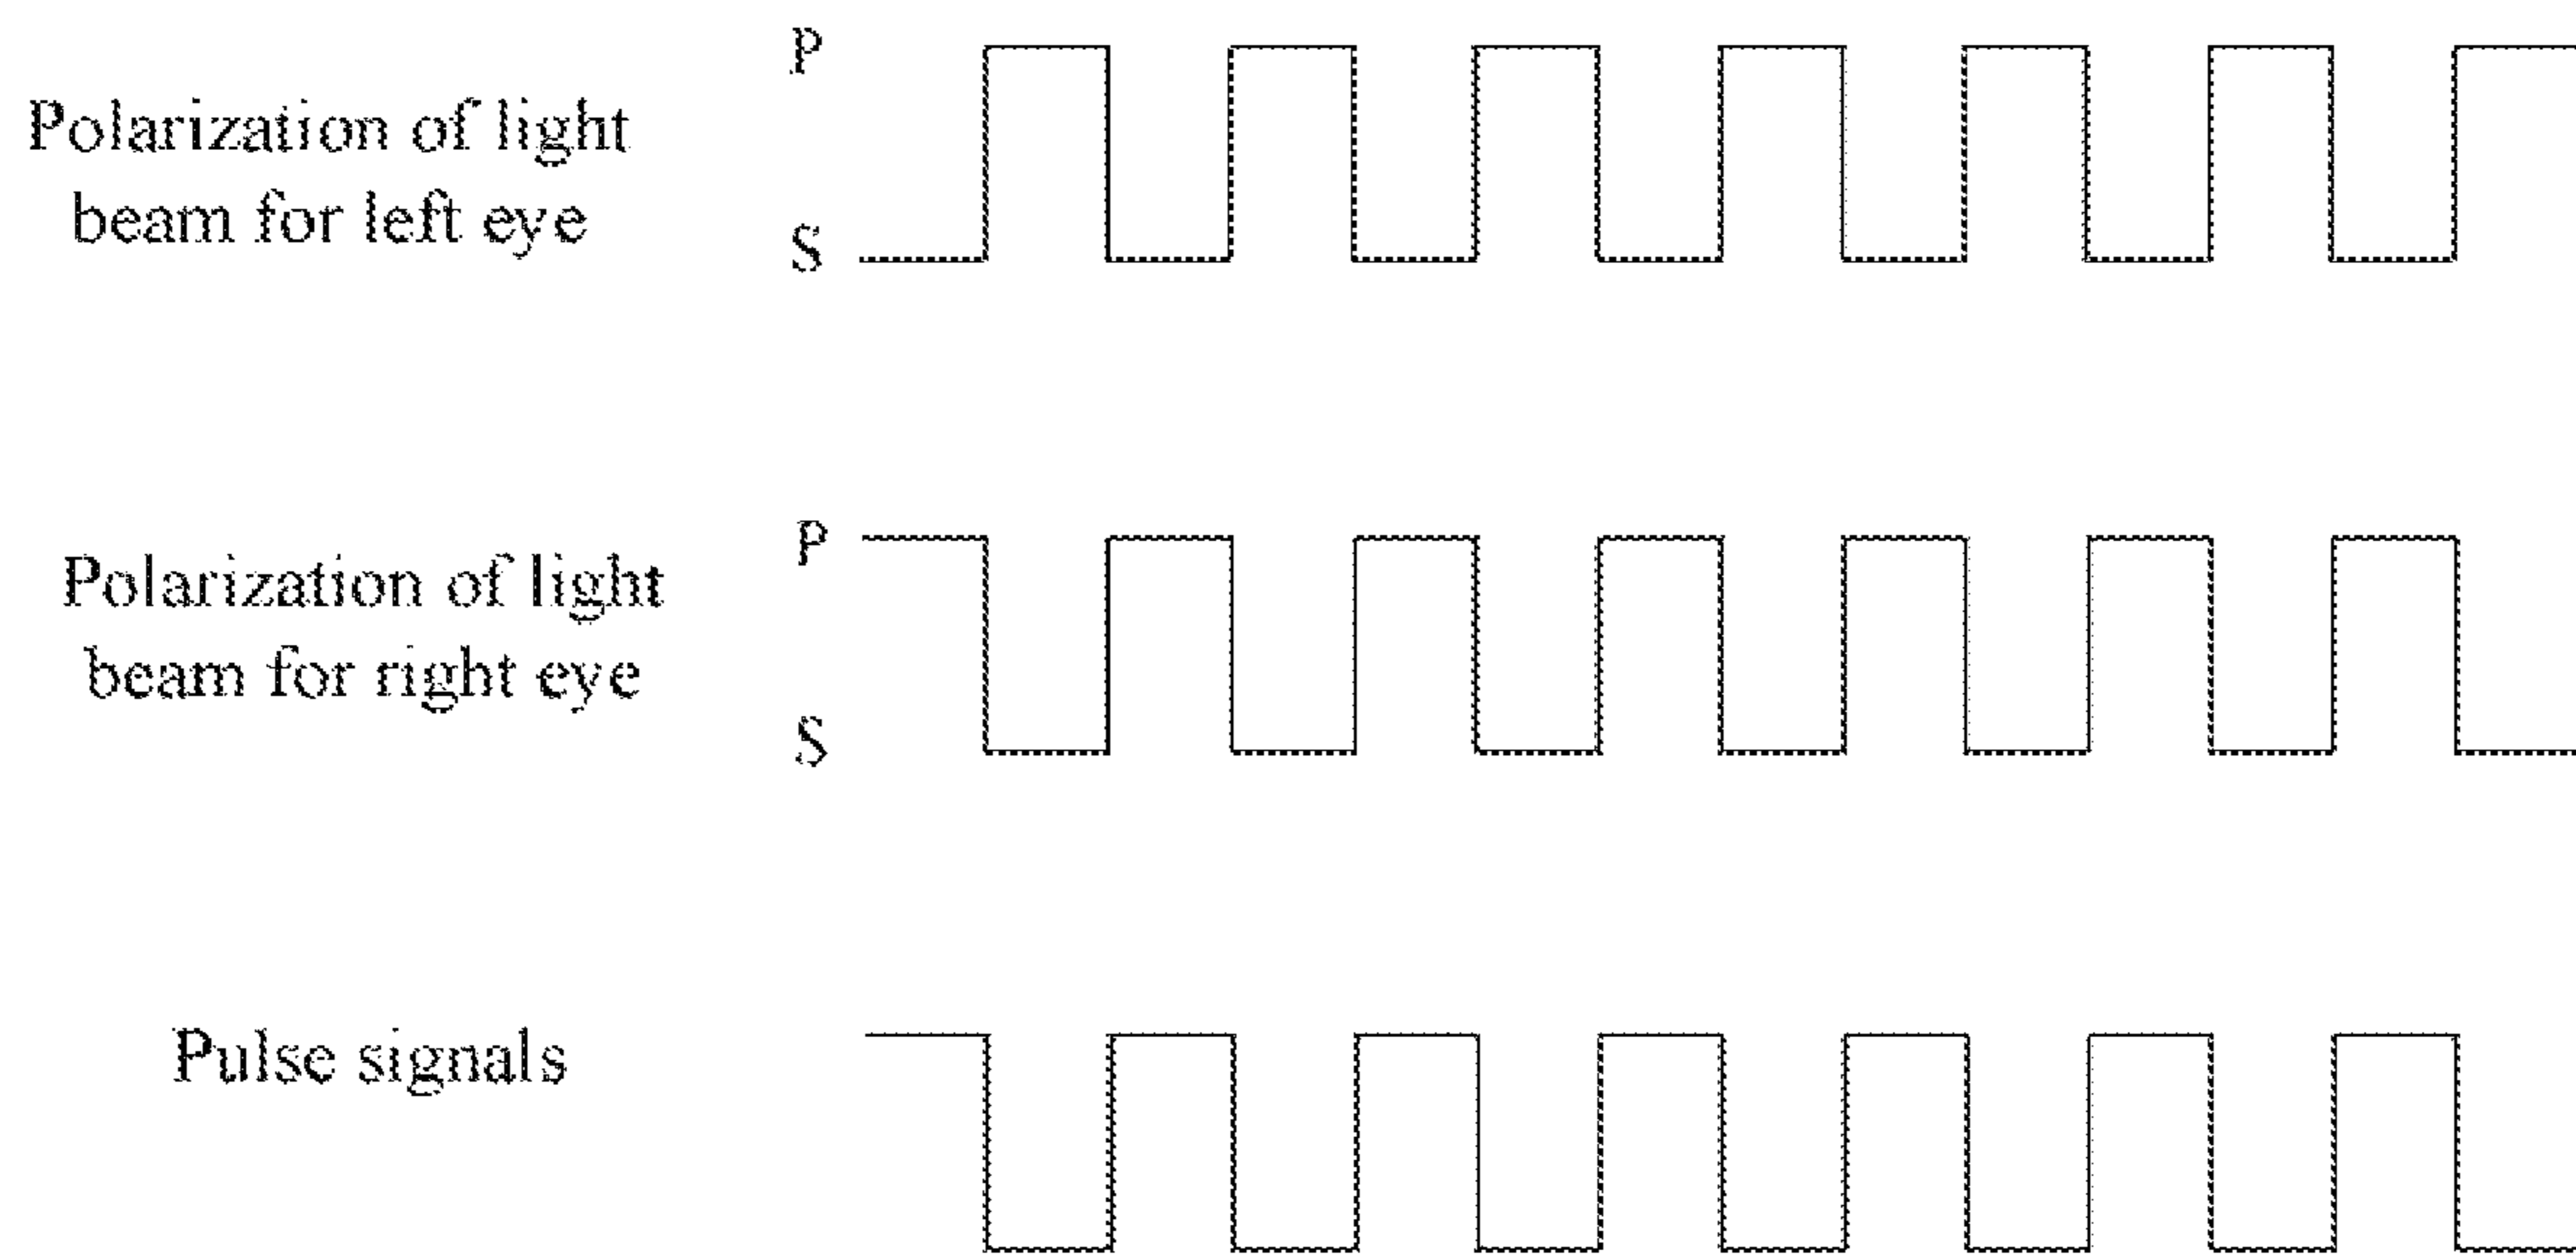 P
Polarization of light
beam for left eye
S
P
Polarization of light
beam for right eye
S
Pulse signals